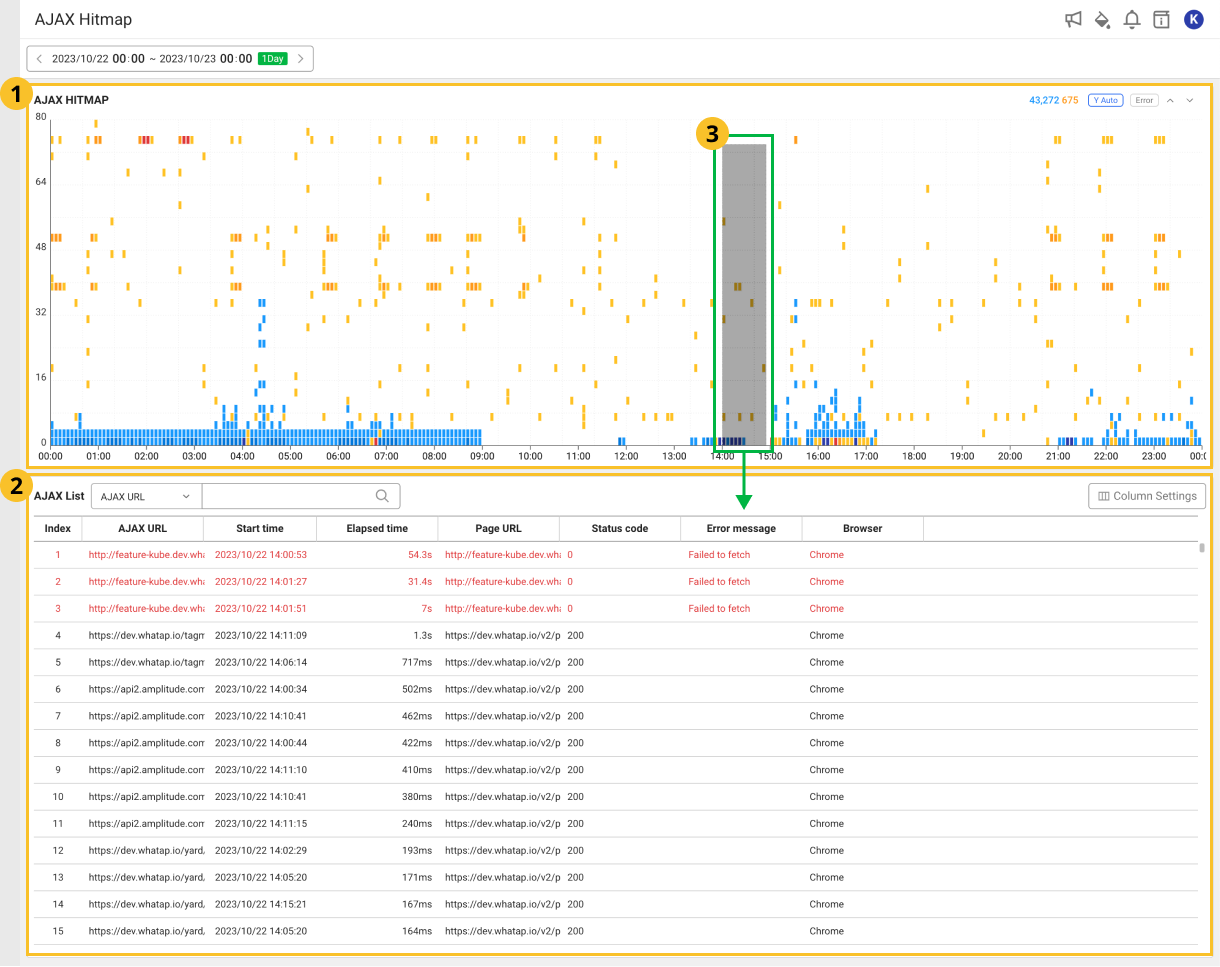 AJAX Hitmap
K
2023/10/22 00:00 ~ 2023/10/23 00:00 1Day
1
AJAX HITMAP
43,272 675 Y Auto Error
80
64
48
32
16
0
3
00:00 01:00 02:00 03:00 04:00 05:00 06:00 07:00 08:00 09:00 10:00 11:00 12:00 13:00 14:00 15:00 16:00 17:00 18:00 19:00 20:00 21:00 22:00 23:00 00:(
2
AJAX List AJAX URL Column Settings
Index AJAX URL Start time Elapsed time Page URL Status code Error message Browser
1 http://feature-kube.dev.wha 2023/10/22 14:00:53 54.3s http://feature-kube.dev.wha 0 Failed to fetch Chrome
2 http://feature-kube.dev.wha 2023/10/22 14:01:27 31.4s http://feature-kube.dev.wha 0 Failed to fetch Chrome
3 http://feature-kube.dev.wha 2023/10/22 14:01:51 7s http://feature-kube.dev.wha 0 Failed to fetch Chrome
4 https://dev.whatap.io/tagm 2023/10/22 14:11:09 1.3s https://dev.whatap.io/v2/p 200 Chrome
5 https://dev.whatap.io/tagm 2023/10/22 14:06:14 717ms https://dev.whatap.io/v2/p 200 Chrome
6 https://api2.amplitude.com 2023/10/22 14:00:34 502ms https://dev.whatap.io/v2/p 200 Chrome
7 https://api2.amplitude.com 2023/10/22 14:10:41 462ms https://dev.whatap.io/v2/p 200 Chrome
8 https://api2.amplitude.com 2023/10/22 14:00:44 422ms https://dev.whatap.io/v2/p 200 Chrome
9 https://api2.amplitude.com 2023/10/22 14:11:10 410ms https://dev.whatap.io/v2/p 200 Chrome
10 https://api2.amplitude.com 2023/10/22 14:10:41 380ms https://dev.whatap.io/v2/p 200 Chrome
11 https://api2.amplitude.com 2023/10/22 14:11:15 240ms https://dev.whatap.io/v2/p 200 Chrome
12 https://dev.whatap.io/yard, 2023/10/22 14:02:29 193ms https://dev.whatap.io/v2/p 200 Chrome
13 https://dev.whatap.io/yard, 2023/10/22 14:05:20 171ms https://dev.whatap.io/v2/p 200 Chrome
14 https://dev.whatap.io/yard, 2023/10/22 14:15:21 167ms https://dev.whatap.io/v2/p 200 Chrome
15 https://dev.whatap.io/yard, 2023/10/22 14:05:20 164ms https://dev.whatap.io/v2/p 200 Chrome